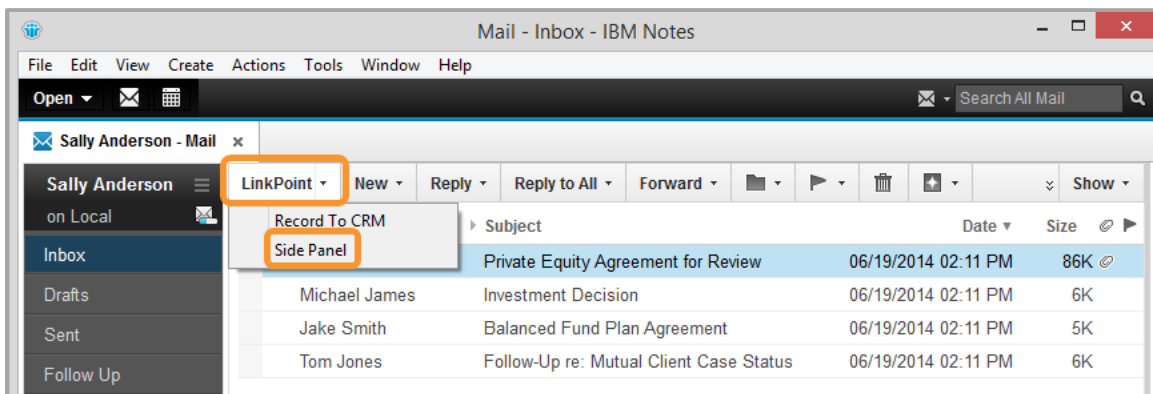 Mail - Inbox - IBM Notes
File Edit View Create Actions Tools Window Help
Open Search All Mail
Sally Anderson - Mail
Sally Anderson LinkPoint New Reply Reply to All Forward Show
on Local Record To CRM
Subject Date Size
Side Panel
Inbox Private Equity Agreement for Review 06/19/2014 02:11 PM 86K
Drafts Michael James Investment Decision 06/19/2014 02:11 PM 6K
Sent Jake Smith Balanced Fund Plan Agreement 06/19/2014 02:11 PM 5K
Follow Up Tom Jones Follow-Up re: Mutual Client Case Status 06/19/2014 02:11 PM 6K